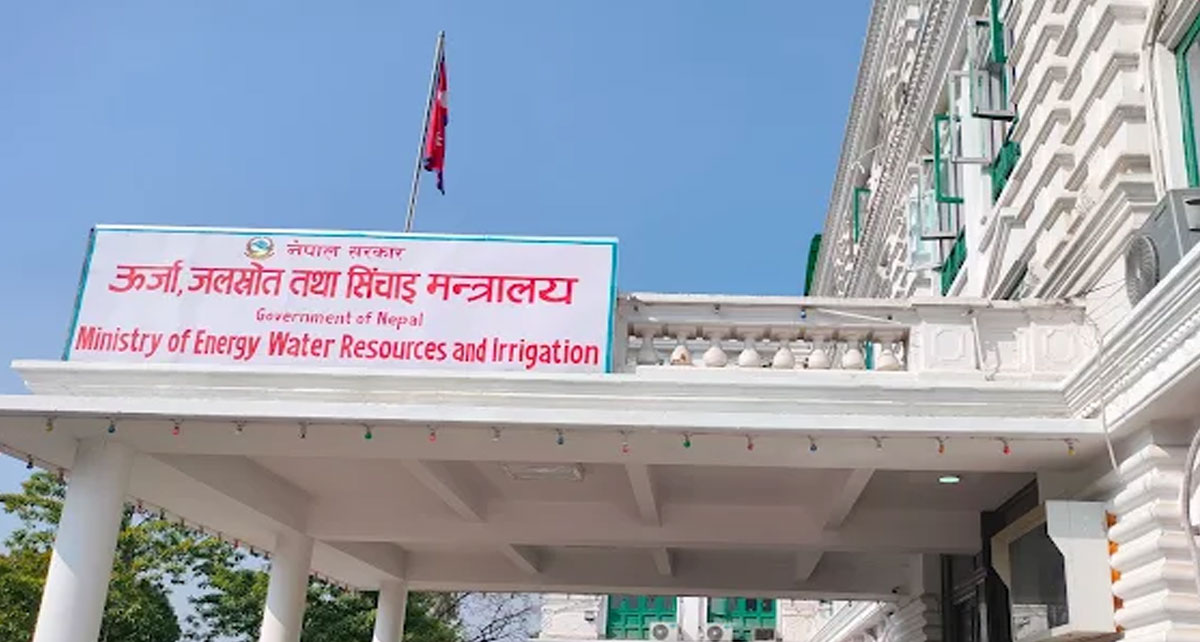 नेपाल सरकार
ऊर्जा, जलस्रोत तथा सिंचाइ मन्त्रालय
Government of Nepal
Ministry of Energy Water Resources and Irrigation